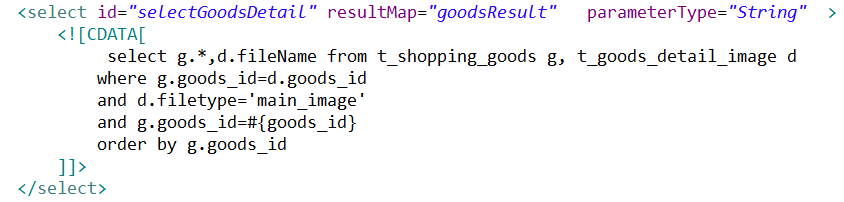 <select id="selectGoodsDetail" resultMap="goodsResult"   parameterType="String"  >
    <![CDATA[
         select g.*,d.fileName from t_shopping_goods g, t_goods_detail_image d
        where g.goods_id=d.goods_id
        and d.filetype='main_image'
        and g.goods_id=#{goods_id}
        order by g.goods_id
    ]]>
</select>